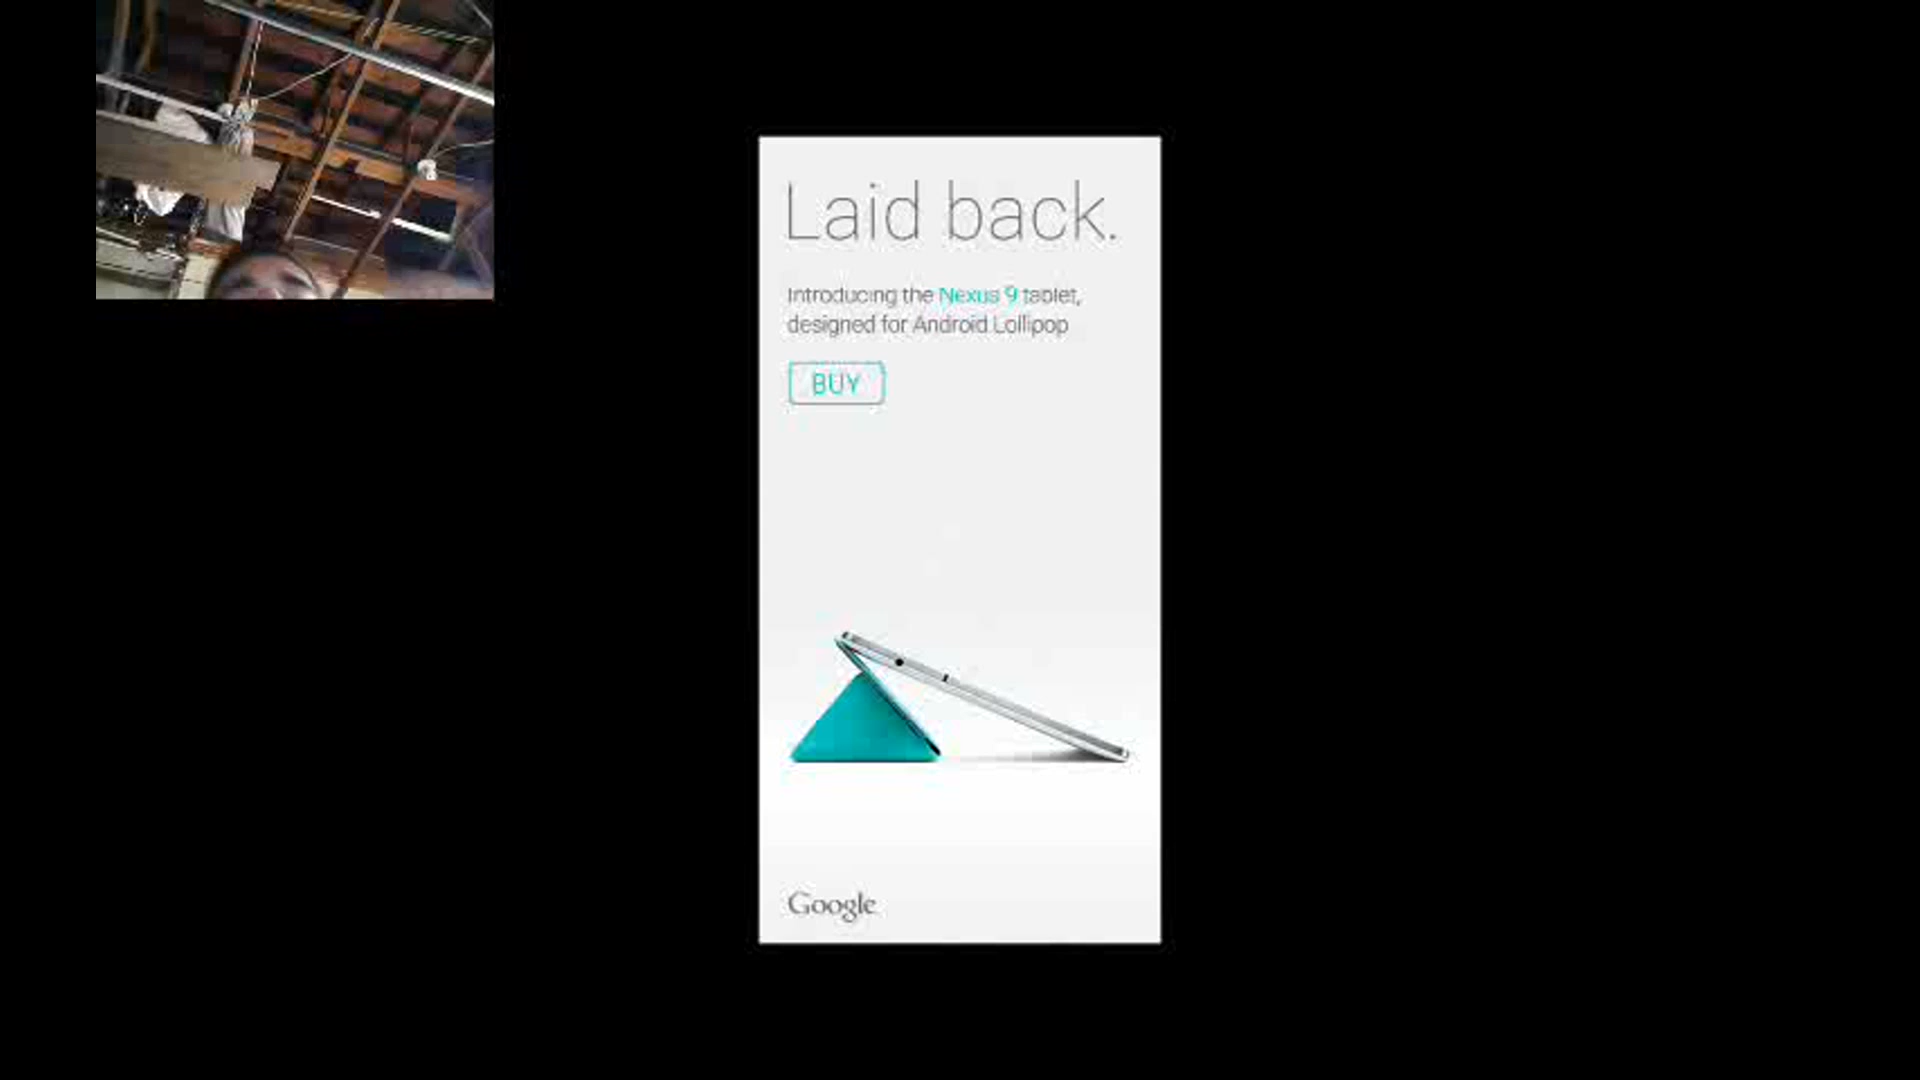 Laid back.
Introducing the Nexus 9 tablet,
designed for Android Lollipop
BUY
Google